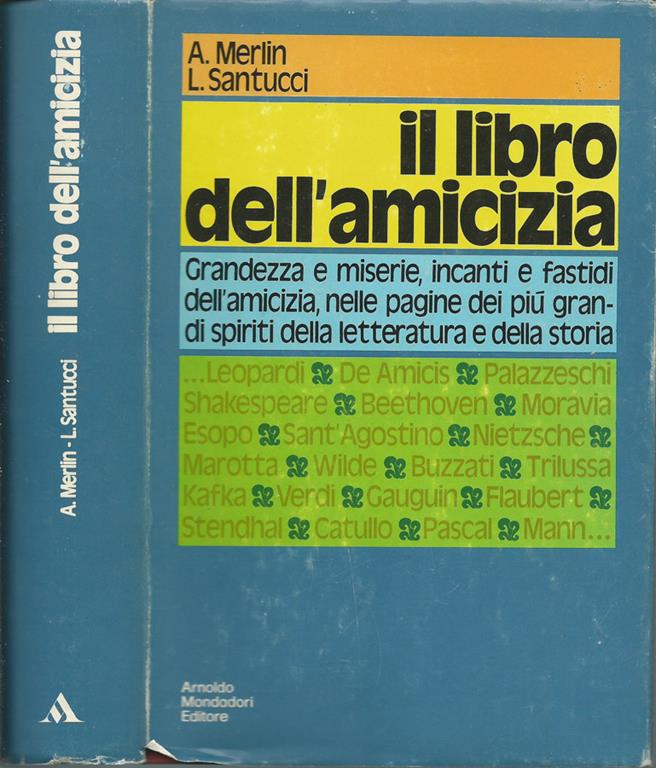 il libro dell'amicizia
A. Merlin - L. Santucci
A. Merlin
L. Santucci
il libro
dell'amicizia
Grandezza e miserie, incanti e fastidi
dell'amicizia, nelle pagine dei piú gran-
di spiriti della letteratura e della storia
...Leopardi De Amicis Palazzeschi
Shakespeare Beethoven Moravia
Esopo Sant'Agostino Nietzsche
Marotta Wilde Buzzati Trilussa
Kafka Verdi Gauguin Flaubert
Stendhal Catullo Pascal Mann...
Arnoldo
Mondadori
Editore